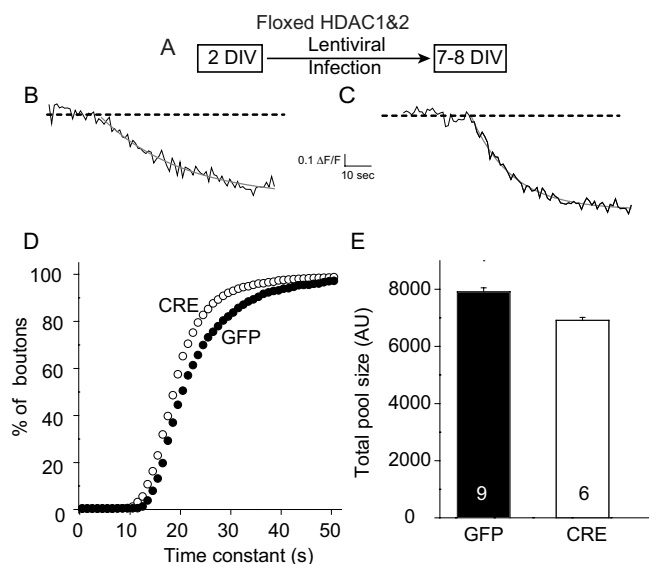 Floxed HDAC1&2
A
2 DIV
Lentiviral
Infection
7-8 DIV
B
C
0.1 ΔF/F
10 sec
D
100
80
60
40
20
0
% of boutons
CRE
GFP
0 10 20 30 40 50
Time constant (s)
E
8000
6000
4000
2000
0
Total pool size (AU)
9
6
GFP CRE